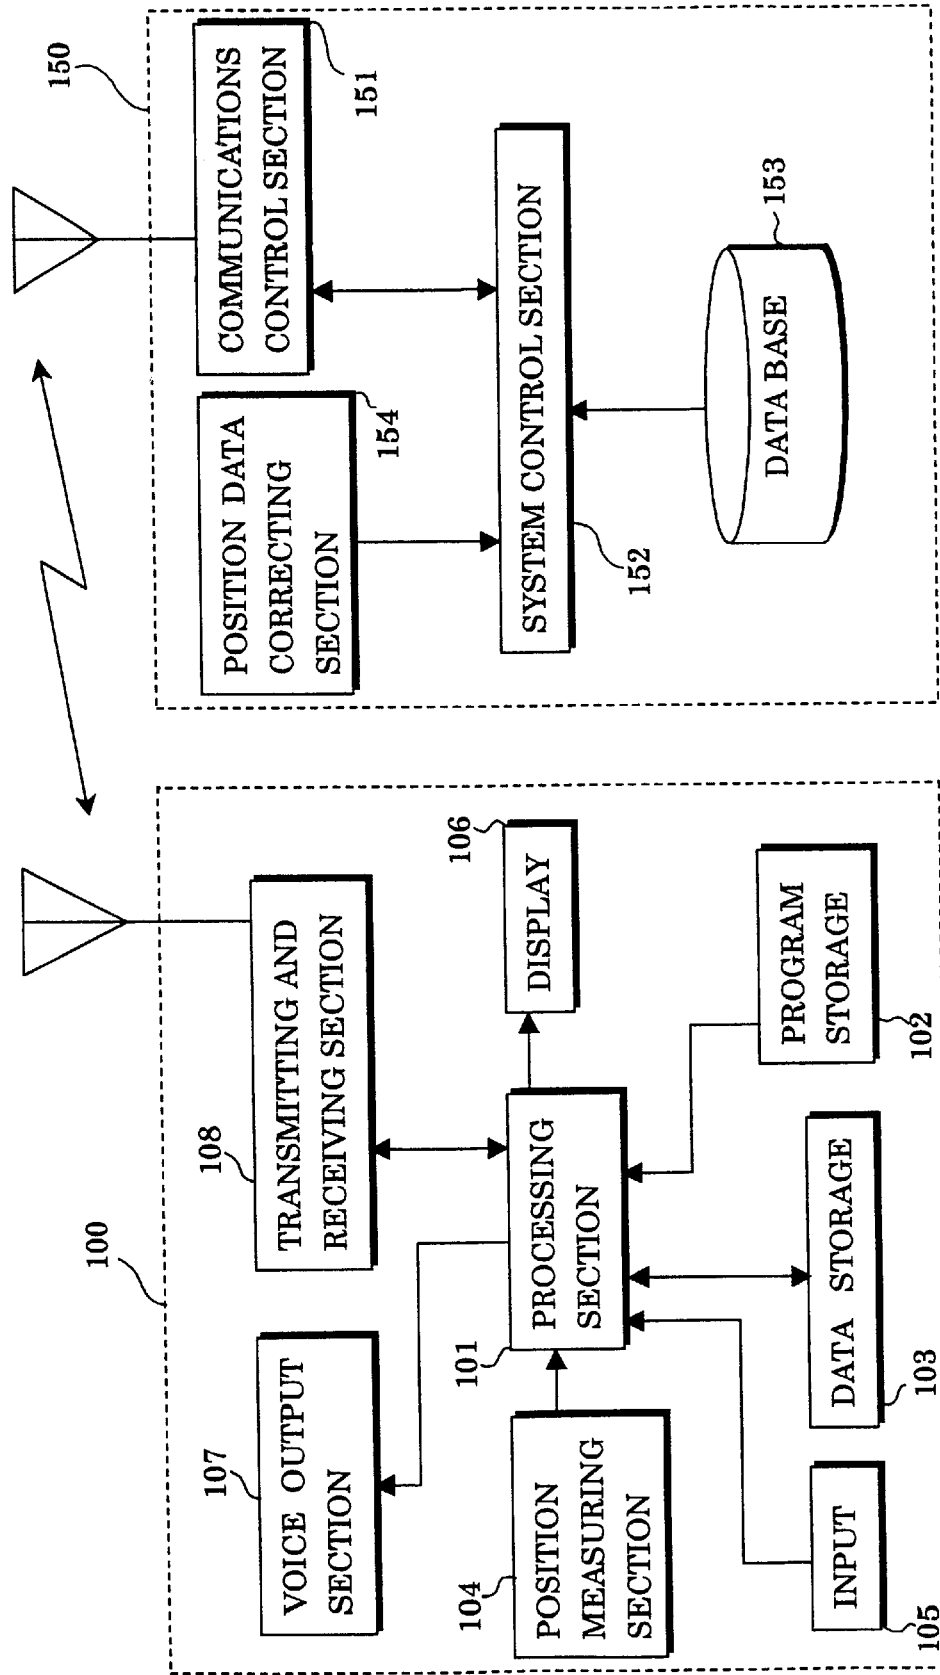 100
107
VOICE OUTPUT
SECTION
108
TRANSMITTING AND
RECEIVING SECTION
104
POSITION
MEASURING
SECTION
101
PROCESSING
SECTION
106
DISPLAY
105
INPUT
103
DATA STORAGE
102
PROGRAM
STORAGE
150
POSITION DATA
CORRECTING
SECTION
154
COMMUNICATIONS
CONTROL SECTION
151
SYSTEM CONTROL SECTION
152
153
DATA BASE